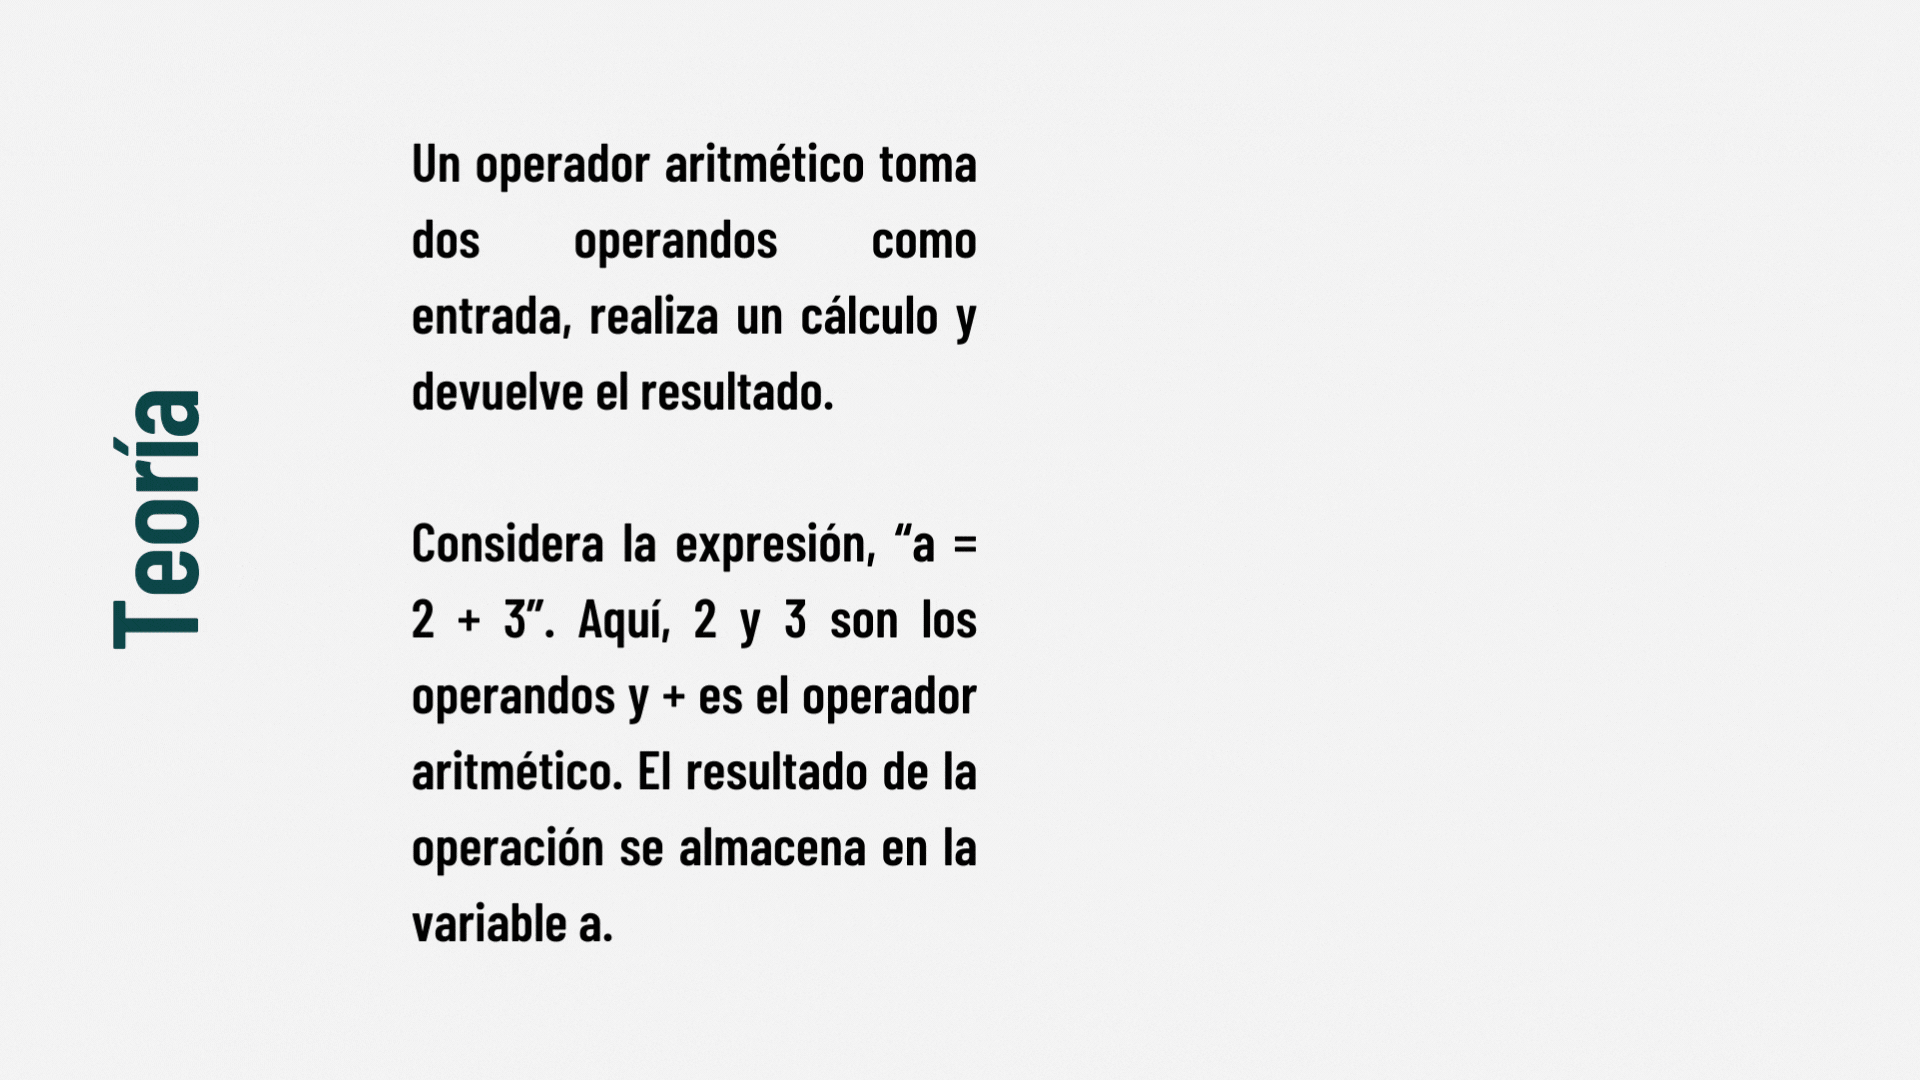 Teoría
Un operador aritmético toma
dos operandos como
entrada, realiza un cálculo y
devuelve el resultado.
Considera la expresión, “a =
2 + 3”. Aquí, 2 y 3 son los
operandos y + es el operador
aritmético. El resultado de la
operación se almacena en la
variable a.